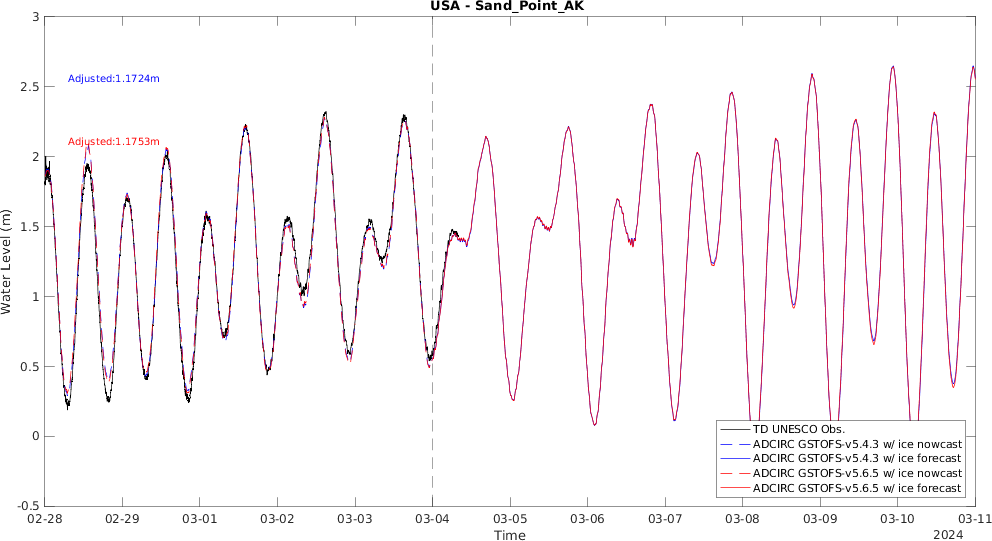 USA - Sand_Point_AK
Adjusted:1.1724m
Adjusted:1.1753m
Water Level (m)
3
2.5
2
1.5
1
0.5
0
-0.5
TD UNESCO Obs.
ADCIRC GSTOFS-v5.4.3 w/ ice nowcast
ADCIRC GSTOFS-v5.4.3 w/ ice forecast
ADCIRC GSTOFS-v5.6.5 w/ ice nowcast
ADCIRC GSTOFS-v5.6.5 w/ ice forecast
02-28 02-29 03-01 03-02 03-03 03-04 03-05 03-06 03-07 03-08 03-09 03-10 03-11
Time
2024